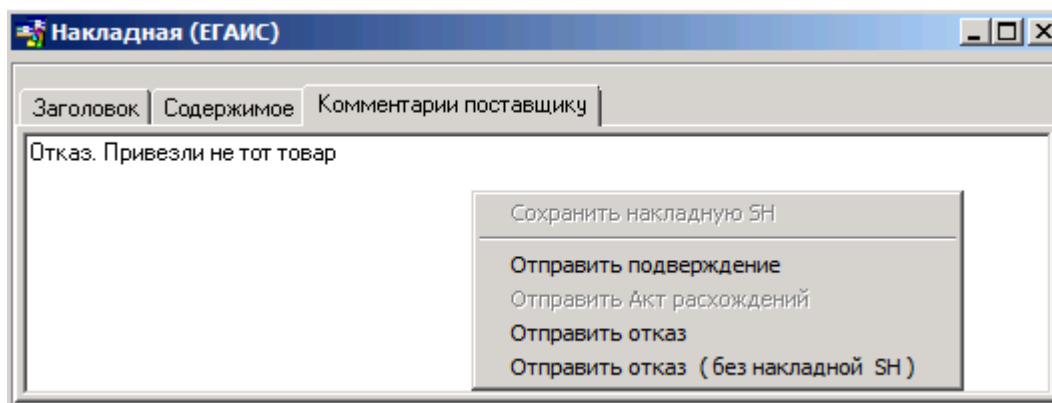 Накладная (ЕГАИС)
Заголовок Содержимое Комментарии поставщику
Отказ. Привезли не тот товар
Сохранить накладную SH
Отправить подверждение
Отправить Акт расхождений
Отправить отказ
Отправить отказ ( без накладной SH )